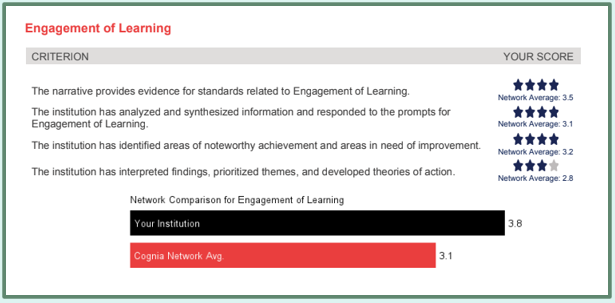 Engagement of Learning
CRITERION YOUR SCORE
The narrative provides evidence for standards related to Engagement of Learning.
Network Average: 3.5
The institution has analyzed and synthesized information and responded to the prompts for
Engagement of Learning.
Network Average: 3.1
The institution has identified areas of noteworthy achievement and areas in need of improvement.
Network Average: 3.2
The institution has interpreted findings, prioritized themes, and developed theories of action.
Network Average: 2.8
Network Comparison for Engagement of Learning
Your Institution 3.8
Cognia Network Avg. 3.1